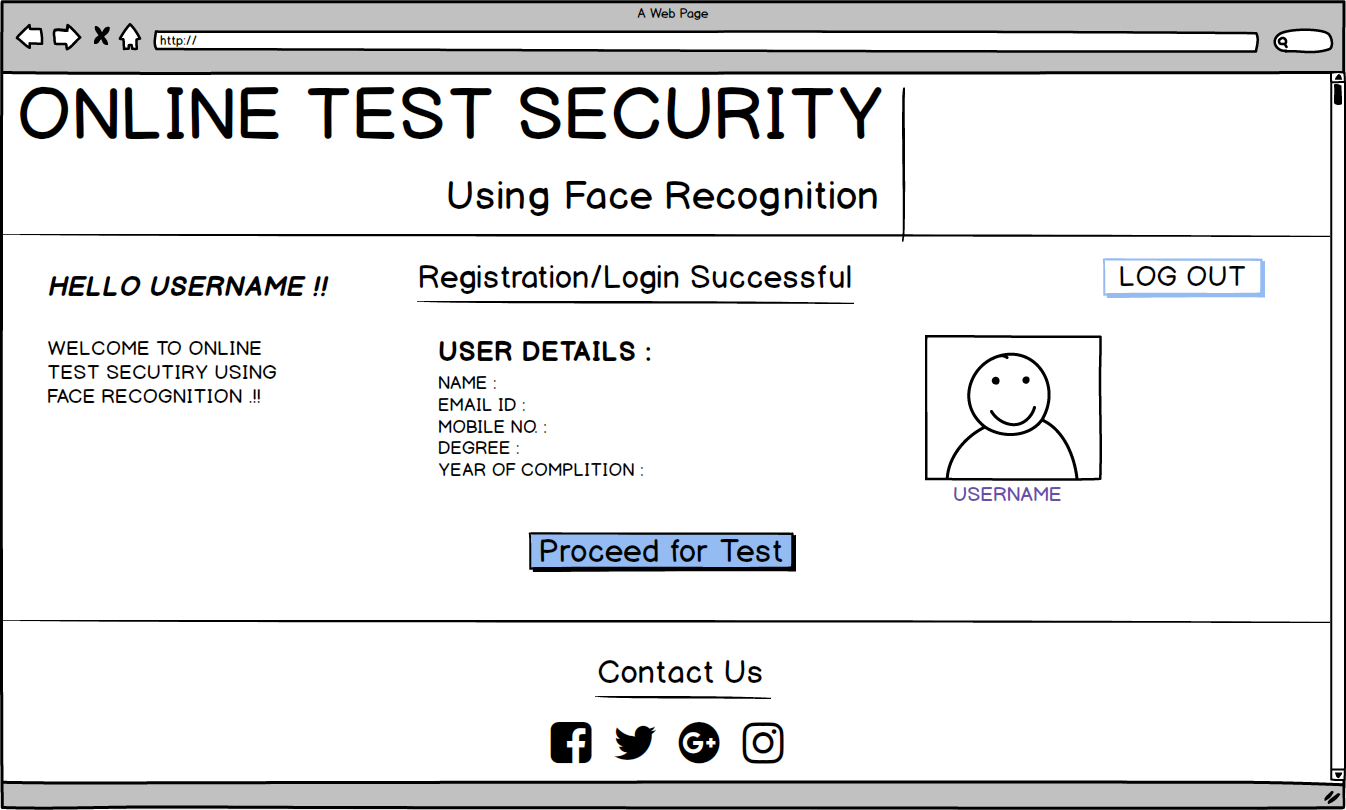 A Web Page
http://
ONLINE TEST SECURITY
Using Face Recognition
HELLO USERNAME !!
Registration/Login Successful
LOG OUT
WELCOME TO ONLINE
TEST SECUTIRY USING
FACE RECOGNITION .!!
USER DETAILS :
NAME :
EMAIL ID :
MOBILE NO. :
DEGREE :
YEAR OF COMPLITION :
USERNAME
Proceed for Test
Contact Us
G+